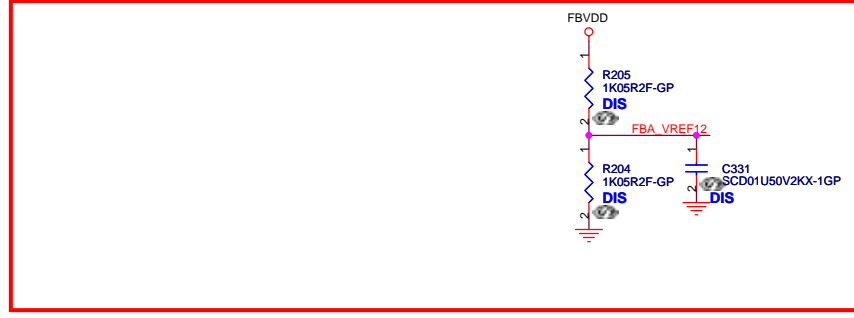 FBVDD
1
R205
1K05R2F-GP
DIS
2
FBA_VREF12
1
R204
1K05R2F-GP
DIS
2
1
C331
SCD01U50V2KX-1GP
DIS
2